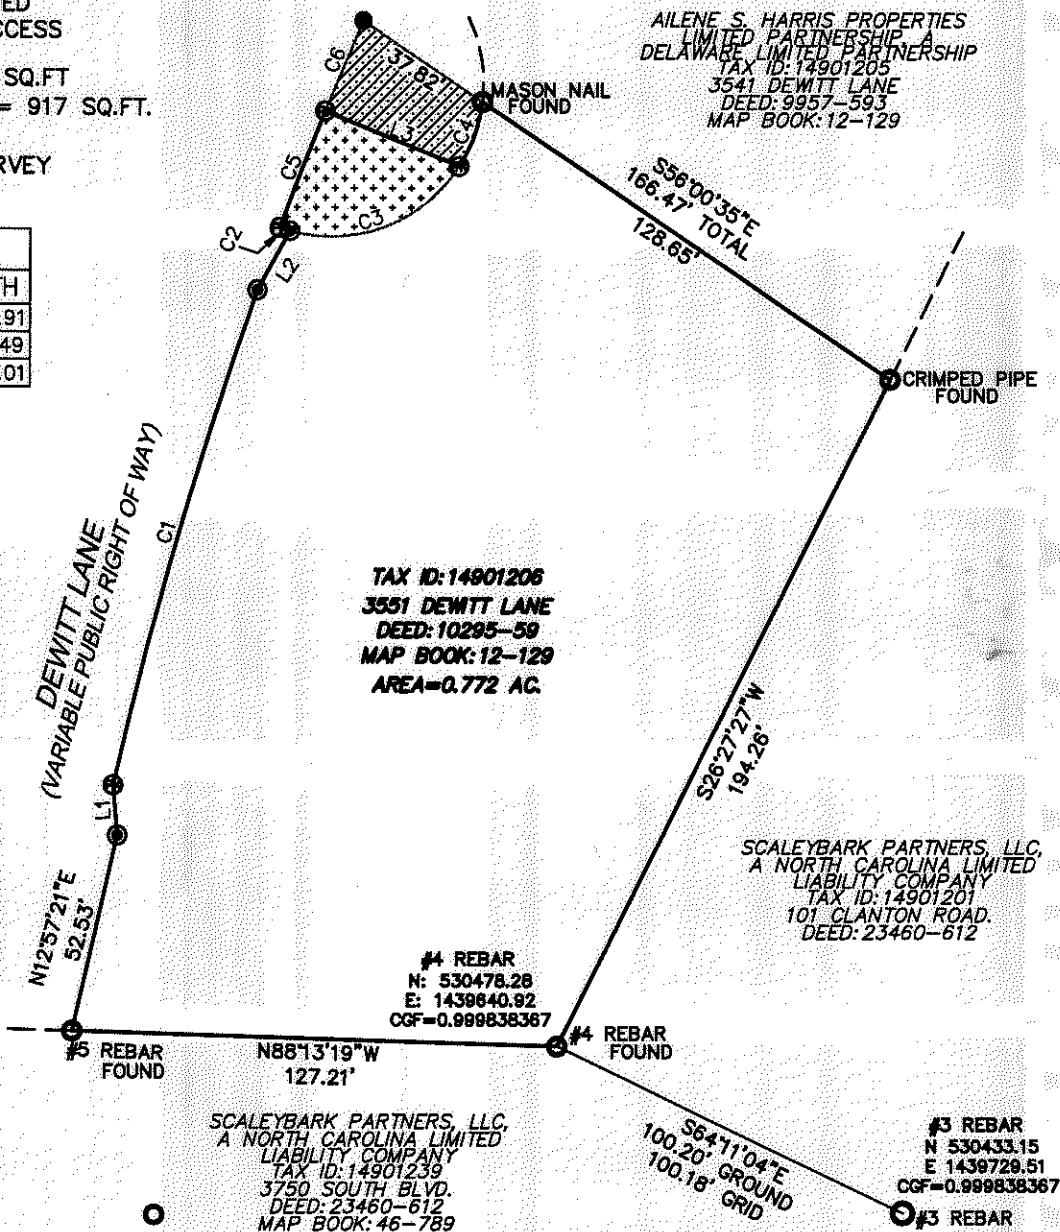 ED
CCESS
SQ.FT
= 917 SQ.FT.
RVEY
TH
.91
49
.01
AILENE S. HARRIS PROPERTIES
LIMITED PARTNERSHIP, A
DELAWARE LIMITED PARTNERSHIP
TAX ID: 14901205
3541 DEWITT LANE
DEED: 9957-593
MAP BOOK: 12-129
C6
37.82'
MASON NAIL
FOUND
L3
C4
C5
C3
C2
L2
S56°00'35"E
166.47' TOTAL
128.65'
CRIMPED PIPE
FOUND
C1
DEWITT LANE
(VARIABLE PUBLIC RIGHT OF WAY)
TAX ID: 14901206
3551 DEWITT LANE
DEED: 10295-59
MAP BOOK: 12-129
AREA=0.772 AC.
S26°27'27"W
194.26'
L1
N12°57'21"E
52.53'
SCALEYBARK PARTNERS, LLC,
A NORTH CAROLINA LIMITED
LIABILITY COMPANY
TAX ID: 14901201
101 CLANTON ROAD.
DEED: 23460-612
#4 REBAR
N: 530478.28
E: 1439640.92
CGF=0.999838367
#5 REBAR
FOUND
N88°13'19"W
127.21'
#4 REBAR
FOUND
SCALEYBARK PARTNERS, LLC,
A NORTH CAROLINA LIMITED
LIABILITY COMPANY
TAX ID: 14901239
3750 SOUTH BLVD.
DEED: 23460-612
MAP BOOK: 46-789
S64°11'04"E
100.20' GROUND
100.18' GRID
#3 REBAR
N 530433.15
E 1439729.51
CGF=0.999838367
#3 REBAR